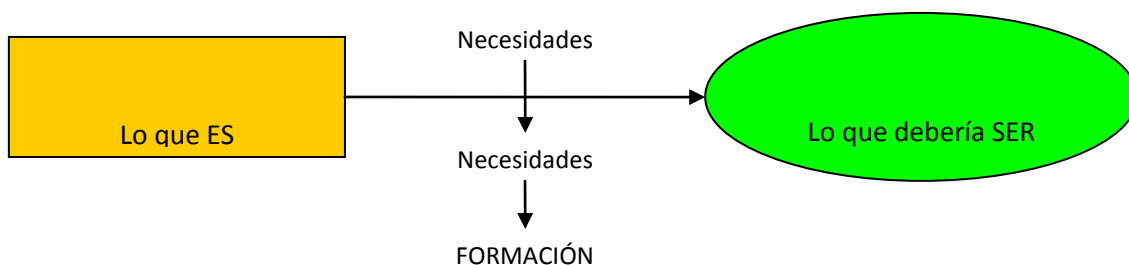 Necesidades
Lo que ES
Lo que debería SER
Necesidades
FORMACIÓN